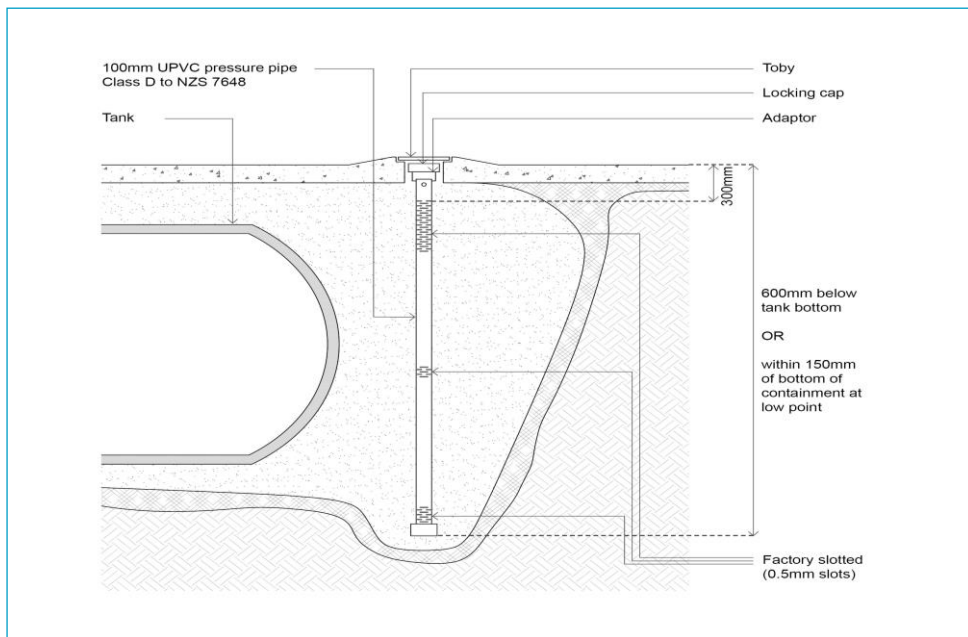 100mm UPVC pressure pipe
Class D to NZS 7648
Tank
Toby
Locking cap
Adaptor
300mm
600mm below
tank bottom
OR
within 150mm
of bottom of
containment at
low point
Factory slotted
(0.5mm slots)